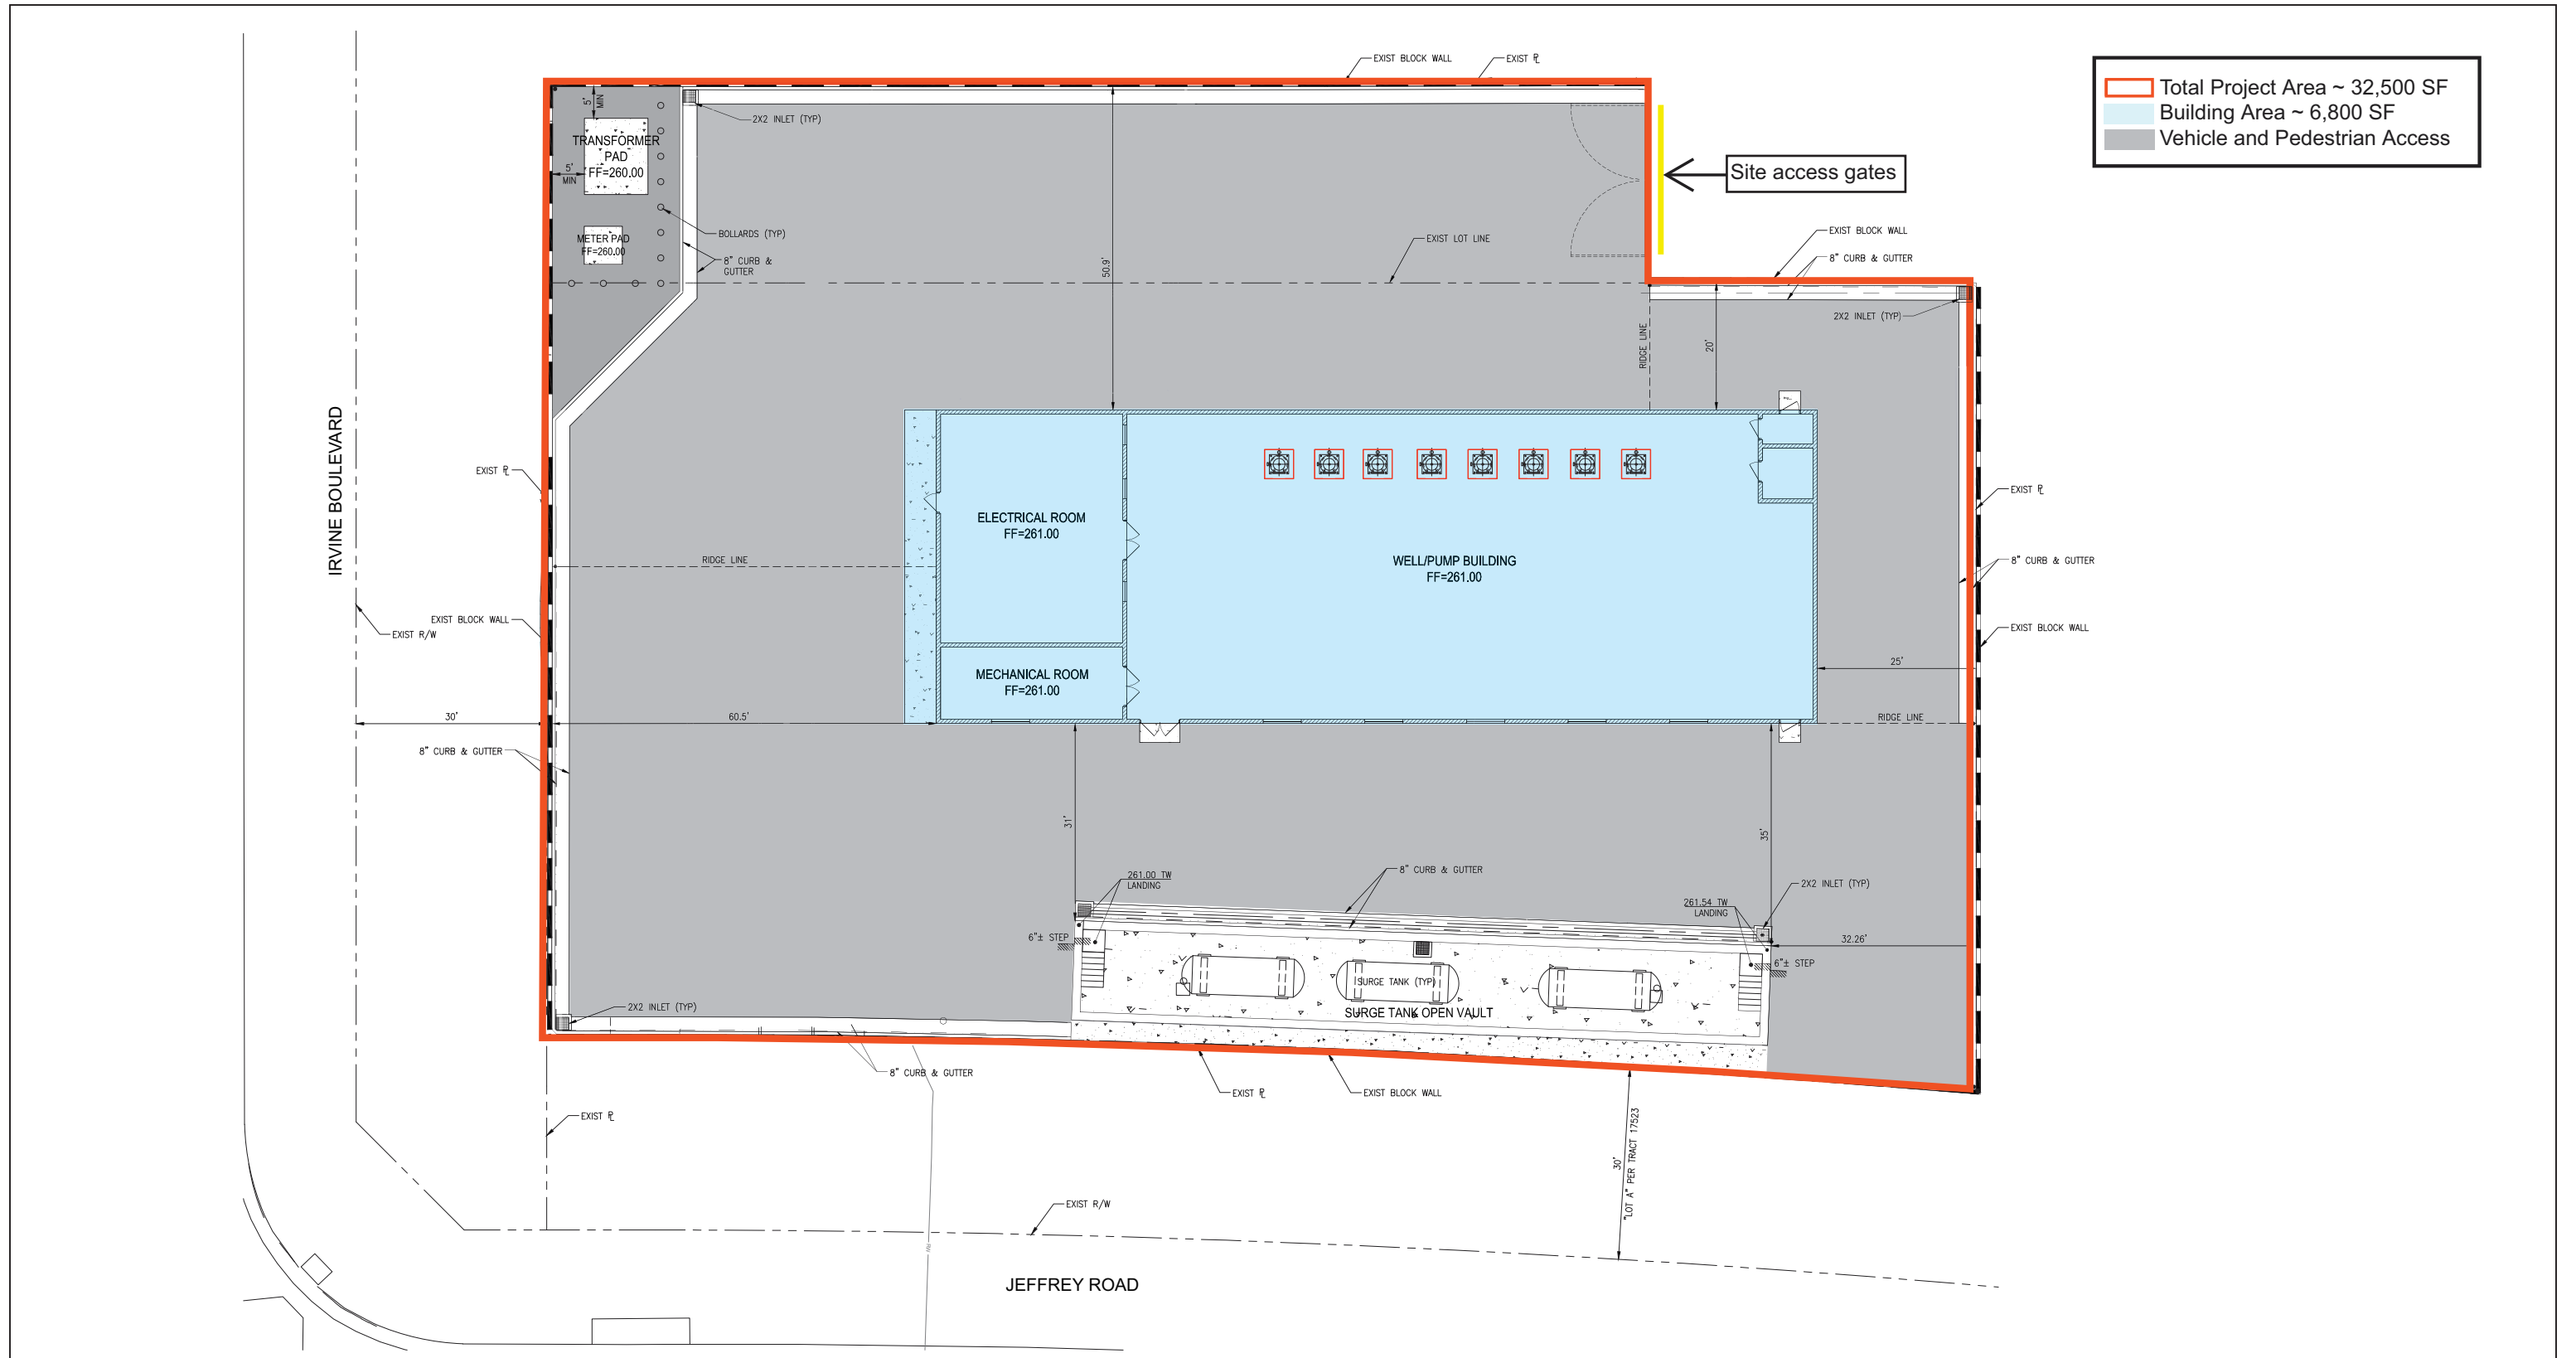 EXIST BLOCK WALL
EXIST PL
Total Project Area ~ 32,500 SF
Building Area ~ 6,800 SF
Vehicle and Pedestrian Access
5'
MIN
2X2 INLET (TYP)
TRANSFORMER
PAD
FF=260.00
5'
MIN
Site access gates
BOLLARDS (TYP)
METER PAD
FF=260.00
8" CURB &
GUTTER
50.9'
EXIST LOT LINE
EXIST BLOCK WALL
8" CURB & GUTTER
2X2 INLET (TYP)
RIDGE LINE
20'
IRVINE BOULEVARD
EXIST PL
EXIST PL
ELECTRICAL ROOM
FF=261.00
WELL/PUMP BUILDING
FF=261.00
RIDGE LINE
8" CURB & GUTTER
EXIST BLOCK WALL
EXIST R/W
EXIST BLOCK WALL
25'
MECHANICAL ROOM
FF=261.00
30'
60.5'
RIDGE LINE
8" CURB & GUTTER
31'
35'
8" CURB & GUTTER
261.00 TW
LANDING
2X2 INLET (TYP)
261.54 TW
LANDING
6"± STEP
32.26'
6"± STEP
SURGE TANK (TYP)
2X2 INLET (TYP)
SURGE TANK OPEN VAULT
8" CURB & GUTTER
EXIST PL
EXIST BLOCK WALL
EXIST PL
30'
"LOT A" PER TRACT 17523
EXIST R/W
JEFFREY ROAD